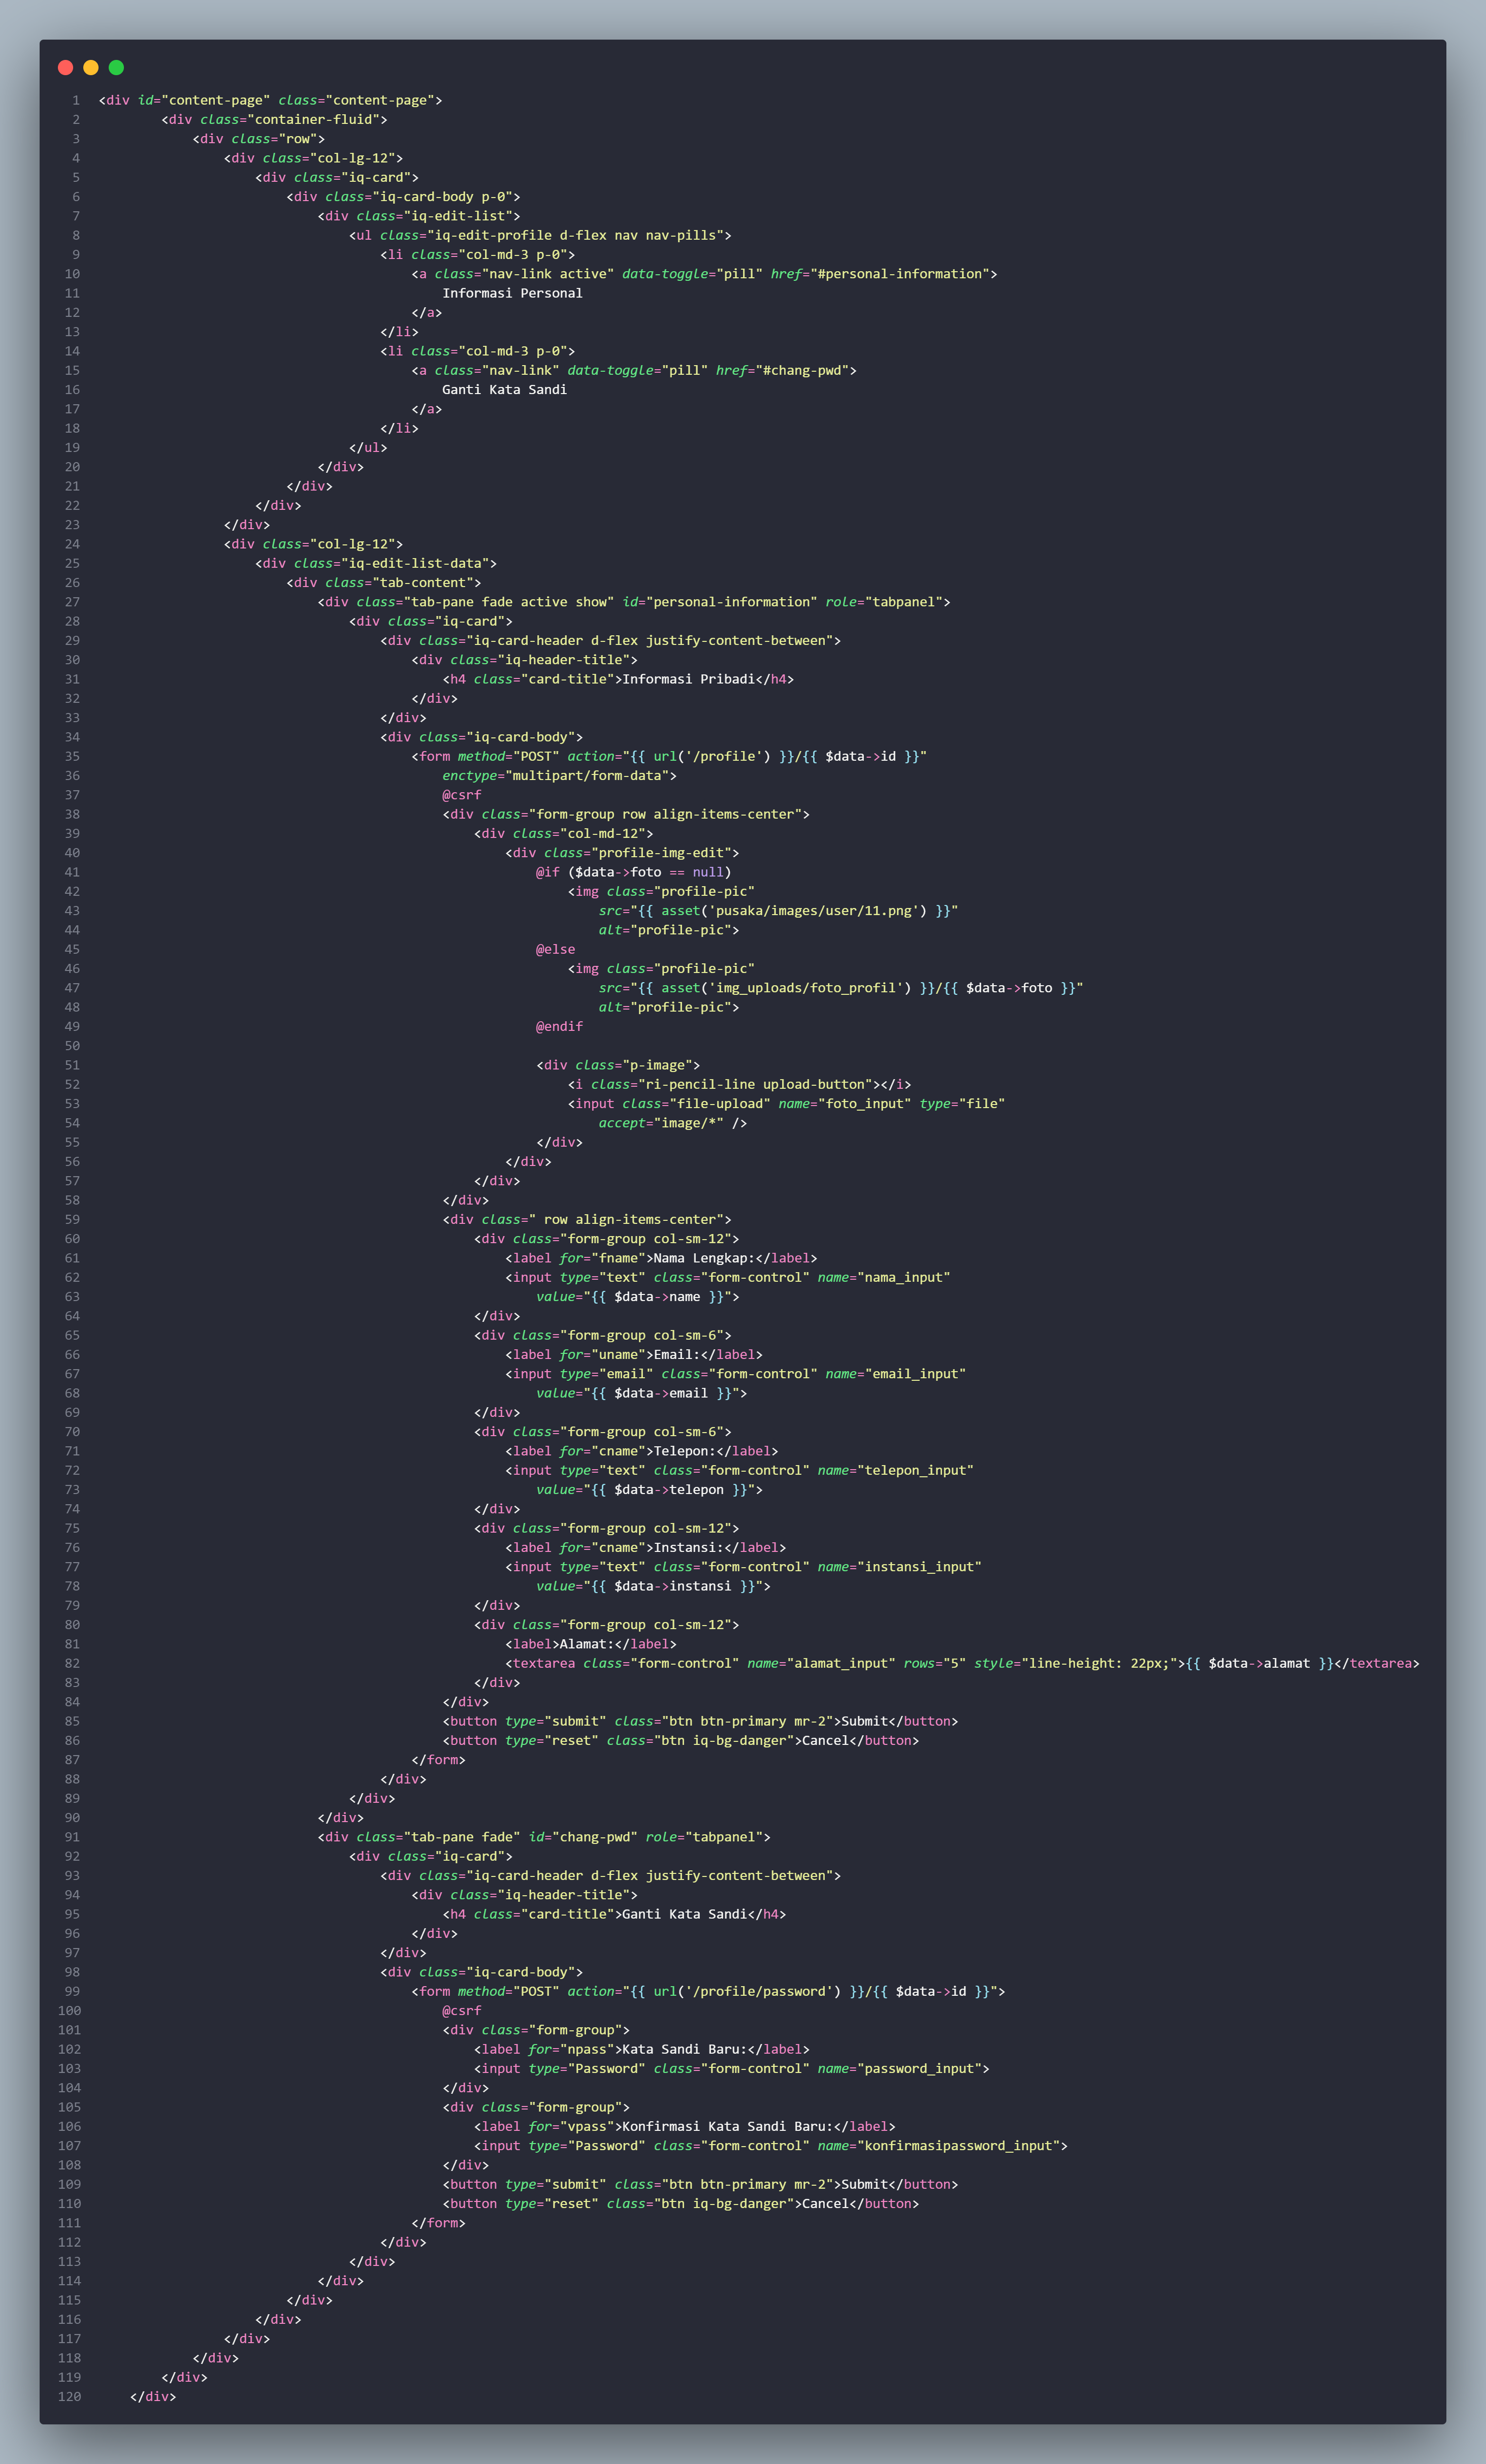 1 <div id="content-page" class="content-page">
2         <div class="container-fluid">
3             <div class="row">
4                 <div class="col-lg-12">
5                     <div class="iq-card">
6                         <div class="iq-card-body p-0">
7                             <div class="iq-edit-list">
8                                 <ul class="iq-edit-profile d-flex nav nav-pills">
9                                     <li class="col-md-3 p-0">
10                                         <a class="nav-link active" data-toggle="pill" href="#personal-information">
11                                             Informasi Personal
12                                         </a>
13                                     </li>
14                                     <li class="col-md-3 p-0">
15                                         <a class="nav-link" data-toggle="pill" href="#chang-pwd">
16                                             Ganti Kata Sandi
17                                         </a>
18                                     </li>
19                                 </ul>
20                             </div>
21                         </div>
22                     </div>
23                 </div>
24                 <div class="col-lg-12">
25                     <div class="iq-edit-list-data">
26                         <div class="tab-content">
27                             <div class="tab-pane fade active show" id="personal-information" role="tabpanel">
28                                 <div class="iq-card">
29                                     <div class="iq-card-header d-flex justify-content-between">
30                                         <div class="iq-header-title">
31                                             <h4 class="card-title">Informasi Pribadi</h4>
32                                         </div>
33                                     </div>
34                                     <div class="iq-card-body">
35                                         <form method="POST" action="{{ url('/profile') }}/{{ $data->id }}"
36                                             enctype="multipart/form-data">
37                                             @csrf
38                                             <div class="form-group row align-items-center">
39                                                 <div class="col-md-12">
40                                                     <div class="profile-img-edit">
41                                                         @if ($data->foto == null)
42                                                             <img class="profile-pic"
43                                                                 src="{{ asset('pusaka/images/user/11.png') }}"
44                                                                 alt="profile-pic">
45                                                         @else
46                                                             <img class="profile-pic"
47                                                                 src="{{ asset('img_uploads/foto_profil') }}/{{ $data->foto }}"
48                                                                 alt="profile-pic">
49                                                         @endif
50
51                                                         <div class="p-image">
52                                                             <i class="ri-pencil-line upload-button"></i>
53                                                             <input class="file-upload" name="foto_input" type="file"
54                                                                 accept="image/*" />
55                                                         </div>
56                                                     </div>
57                                                 </div>
58                                             </div>
59                                             <div class=" row align-items-center">
60                                                 <div class="form-group col-sm-12">
61                                                     <label for="fname">Nama Lengkap:</label>
62                                                     <input type="text" class="form-control" name="nama_input"
63                                                         value="{{ $data->name }}">
64                                                 </div>
65                                                 <div class="form-group col-sm-6">
66                                                     <label for="uname">Email:</label>
67                                                     <input type="email" class="form-control" name="email_input"
68                                                         value="{{ $data->email }}">
69                                                 </div>
70                                                 <div class="form-group col-sm-6">
71                                                     <label for="cname">Telepon:</label>
72                                                     <input type="text" class="form-control" name="telepon_input"
73                                                         value="{{ $data->telepon }}">
74                                                 </div>
75                                                 <div class="form-group col-sm-12">
76                                                     <label for="cname">Instansi:</label>
77                                                     <input type="text" class="form-control" name="instansi_input"
78                                                         value="{{ $data->instansi }}">
79                                                 </div>
80                                                 <div class="form-group col-sm-12">
81                                                     <label>Alamat:</label>
82                                                     <textarea class="form-control" name="alamat_input" rows="5" style="line-height: 22px;">{{ $data->alamat }}</textarea>
83                                                 </div>
84                                             </div>
85                                             <button type="submit" class="btn btn-primary mr-2">Submit</button>
86                                             <button type="reset" class="btn iq-bg-danger">Cancel</button>
87                                         </form>
88                                     </div>
89                                 </div>
90                             </div>
91                             <div class="tab-pane fade" id="chang-pwd" role="tabpanel">
92                                 <div class="iq-card">
93                                     <div class="iq-card-header d-flex justify-content-between">
94                                         <div class="iq-header-title">
95                                             <h4 class="card-title">Ganti Kata Sandi</h4>
96                                         </div>
97                                     </div>
98                                     <div class="iq-card-body">
99                                         <form method="POST" action="{{ url('/profile/password') }}/{{ $data->id }}">
100                                             @csrf
101                                             <div class="form-group">
102                                                 <label for="npass">Kata Sandi Baru:</label>
103                                                 <input type="Password" class="form-control" name="password_input">
104                                             </div>
105                                             <div class="form-group">
106                                                 <label for="vpass">Konfirmasi Kata Sandi Baru:</label>
107                                                 <input type="Password" class="form-control" name="konfirmasipassword_input">
108                                             </div>
109                                             <button type="submit" class="btn btn-primary mr-2">Submit</button>
110                                             <button type="reset" class="btn iq-bg-danger">Cancel</button>
111                                         </form>
112                                     </div>
113                                 </div>
114                             </div>
115                         </div>
116                     </div>
117                 </div>
118             </div>
119         </div>
120     </div>